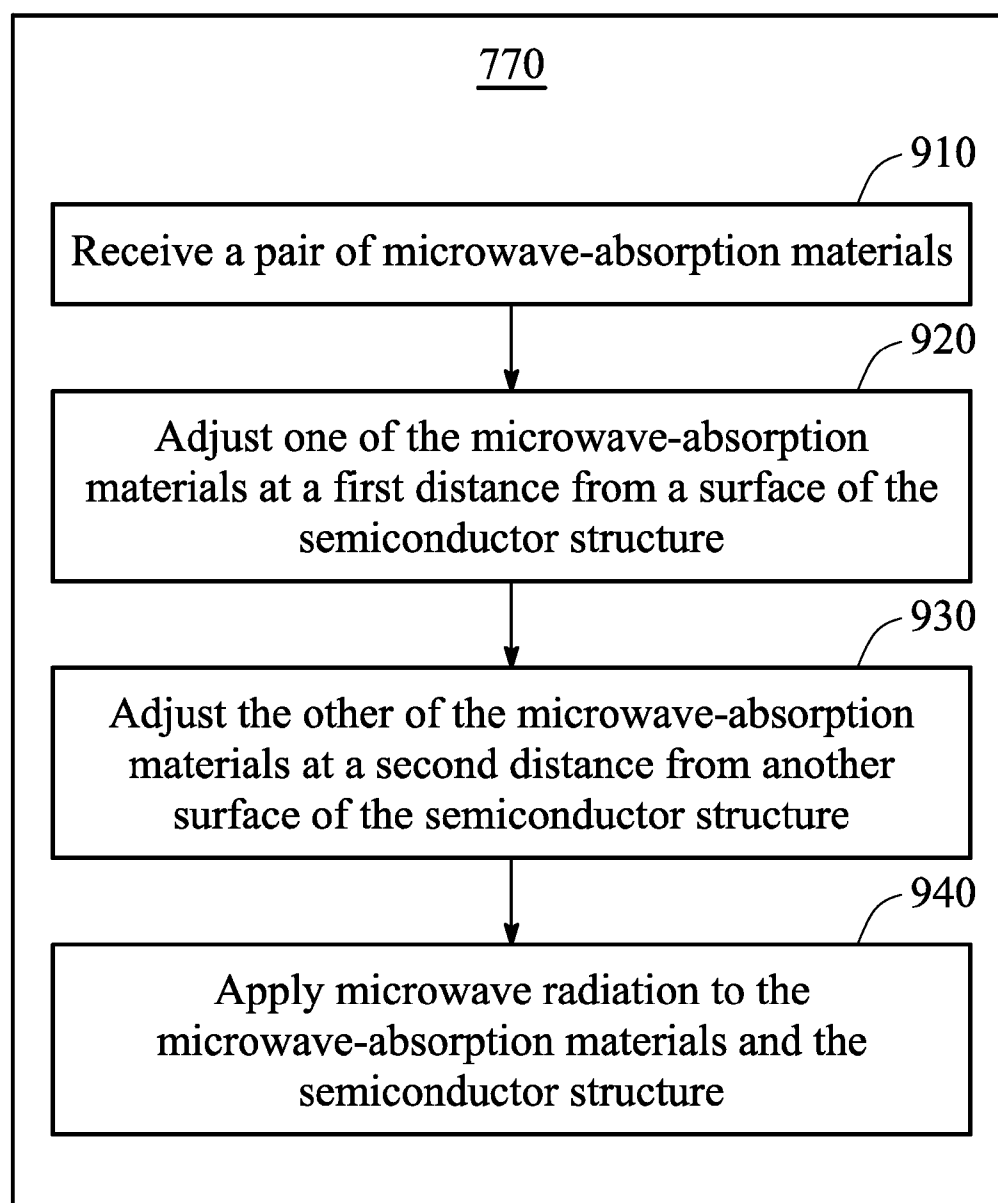 770
910
Receive a pair of microwave-absorption materials
920
Adjust one of the microwave-absorption
materials at a first distance from a surface of the
semiconductor structure
930
Adjust the other of the microwave-absorption
materials at a second distance from another
surface of the semiconductor structure
940
Apply microwave radiation to the
microwave-absorption materials and the
semiconductor structure